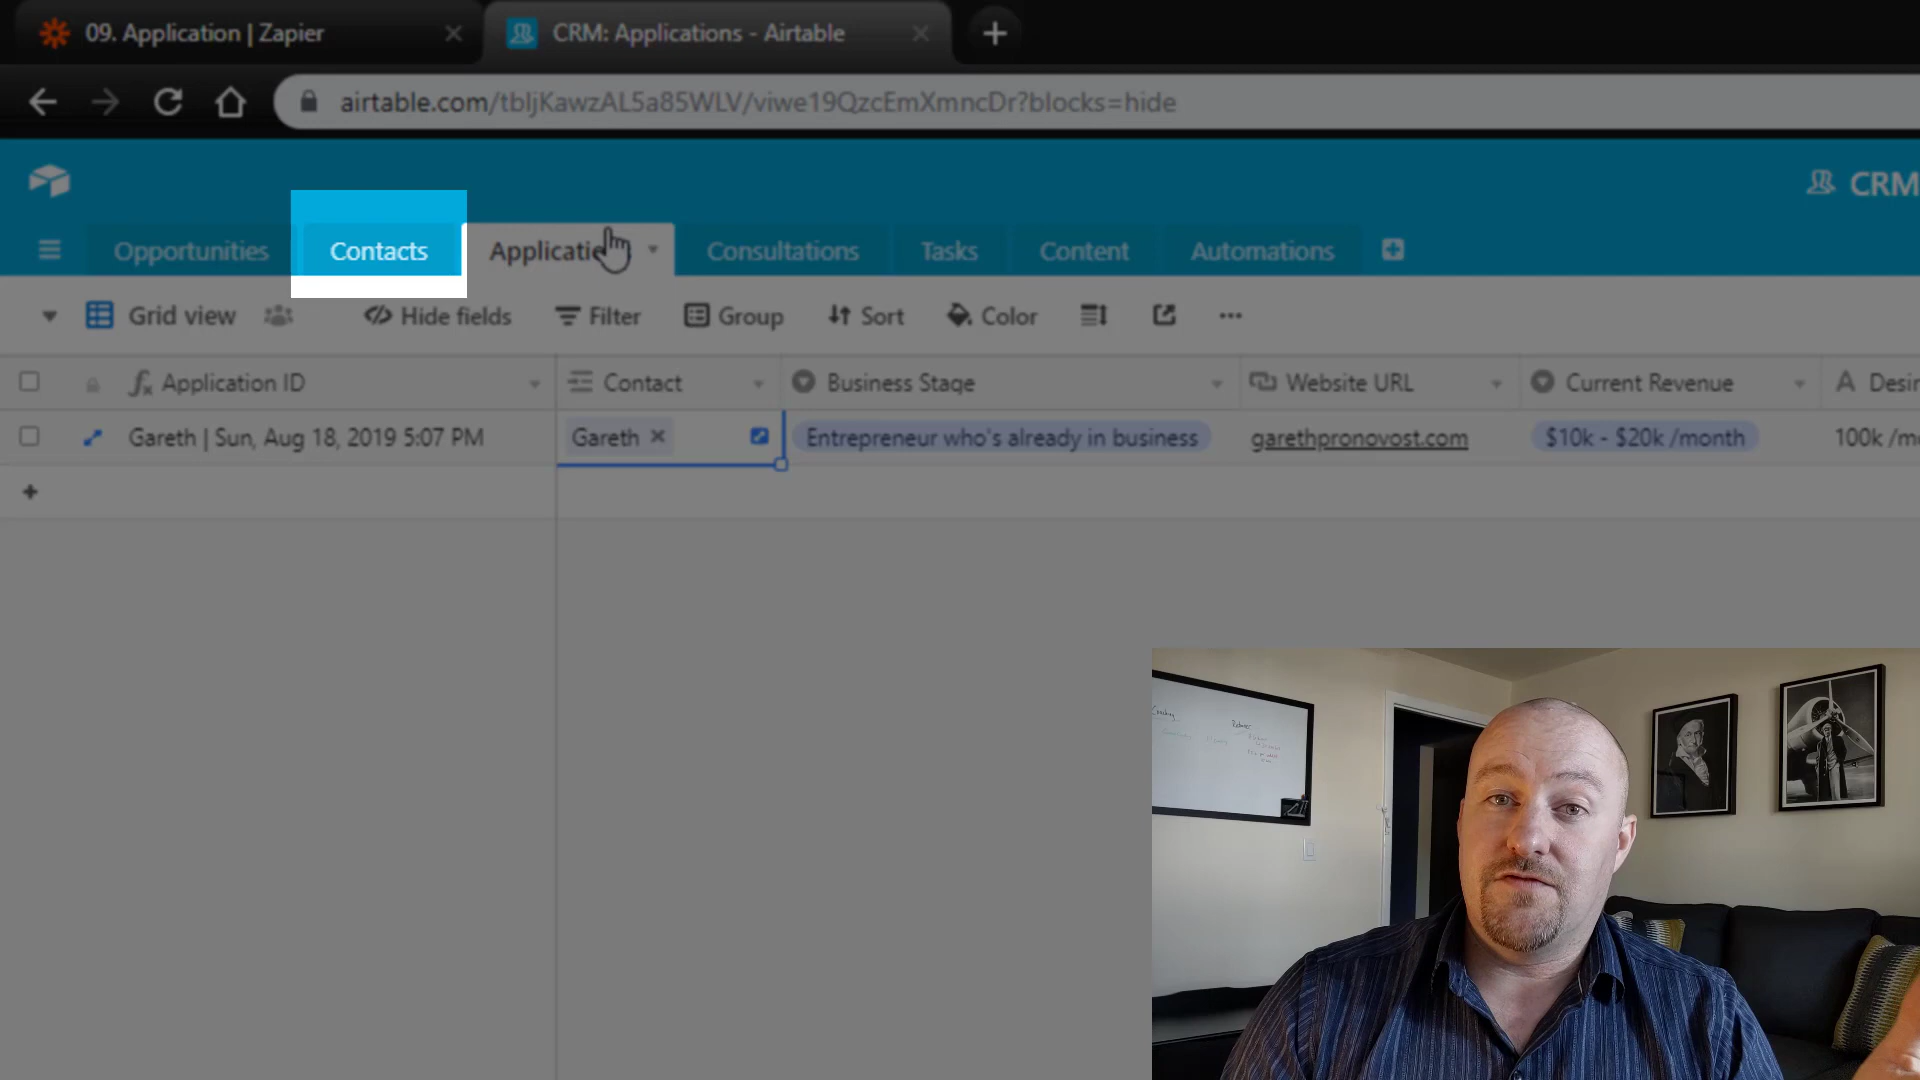 09. Application | Zapier
CRM: Applications - Airtable
airtable.com/tbljKawzAL5a85WLV/viwe19QzcEmXmncDr?blocks=hide
CRM
Opportunities
Contacts
Applicatio
Consultations
Tasks
Content
Automations
Grid view
Hide fields
Filter
Group
Sort
Color
Application ID
Contact
Business Stage
Website URL
Current Revenue
Desir
Gareth | Sun, Aug 18, 2019 5:07 PM
Gareth
Entrepreneur who's already in business
garethpronovost.com
$10k - $20k /month
100k /mo